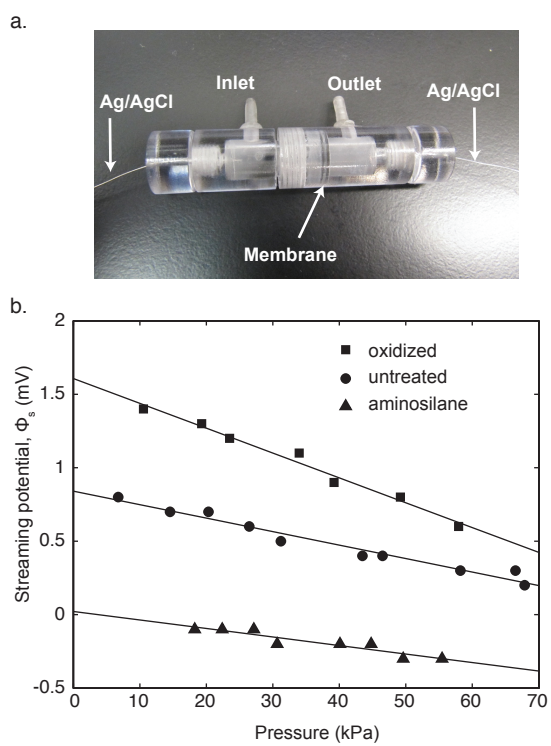 a.
Inlet
Outlet
Ag/AgCl
Ag/AgCl
Membrane
b.
2
1.5
1
0.5
0
-0.5
Streaming potential, Φs (mV)
oxidized
untreated
aminosilane
0 10 20 30 40 50 60 70
Pressure (kPa)